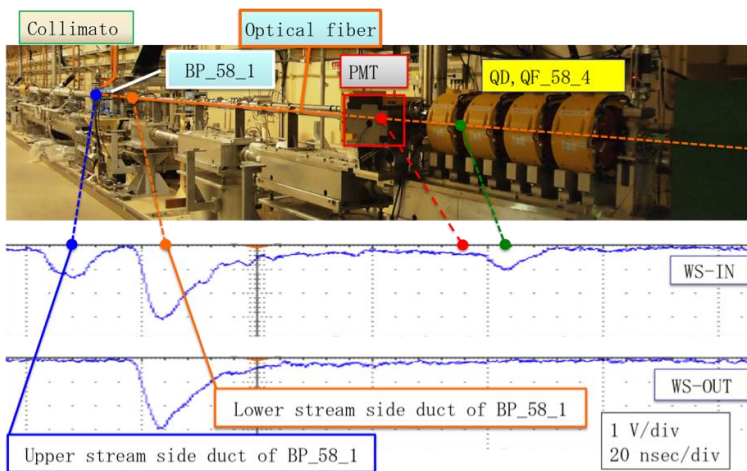 Collimato
Optical fiber
BP_58_1
PMT
QD,QF_58_4
WS-IN
WS-OUT
Lower stream side duct of BP_58_1
Upper stream side duct of BP_58_1
1 V/div
20 nsec/div